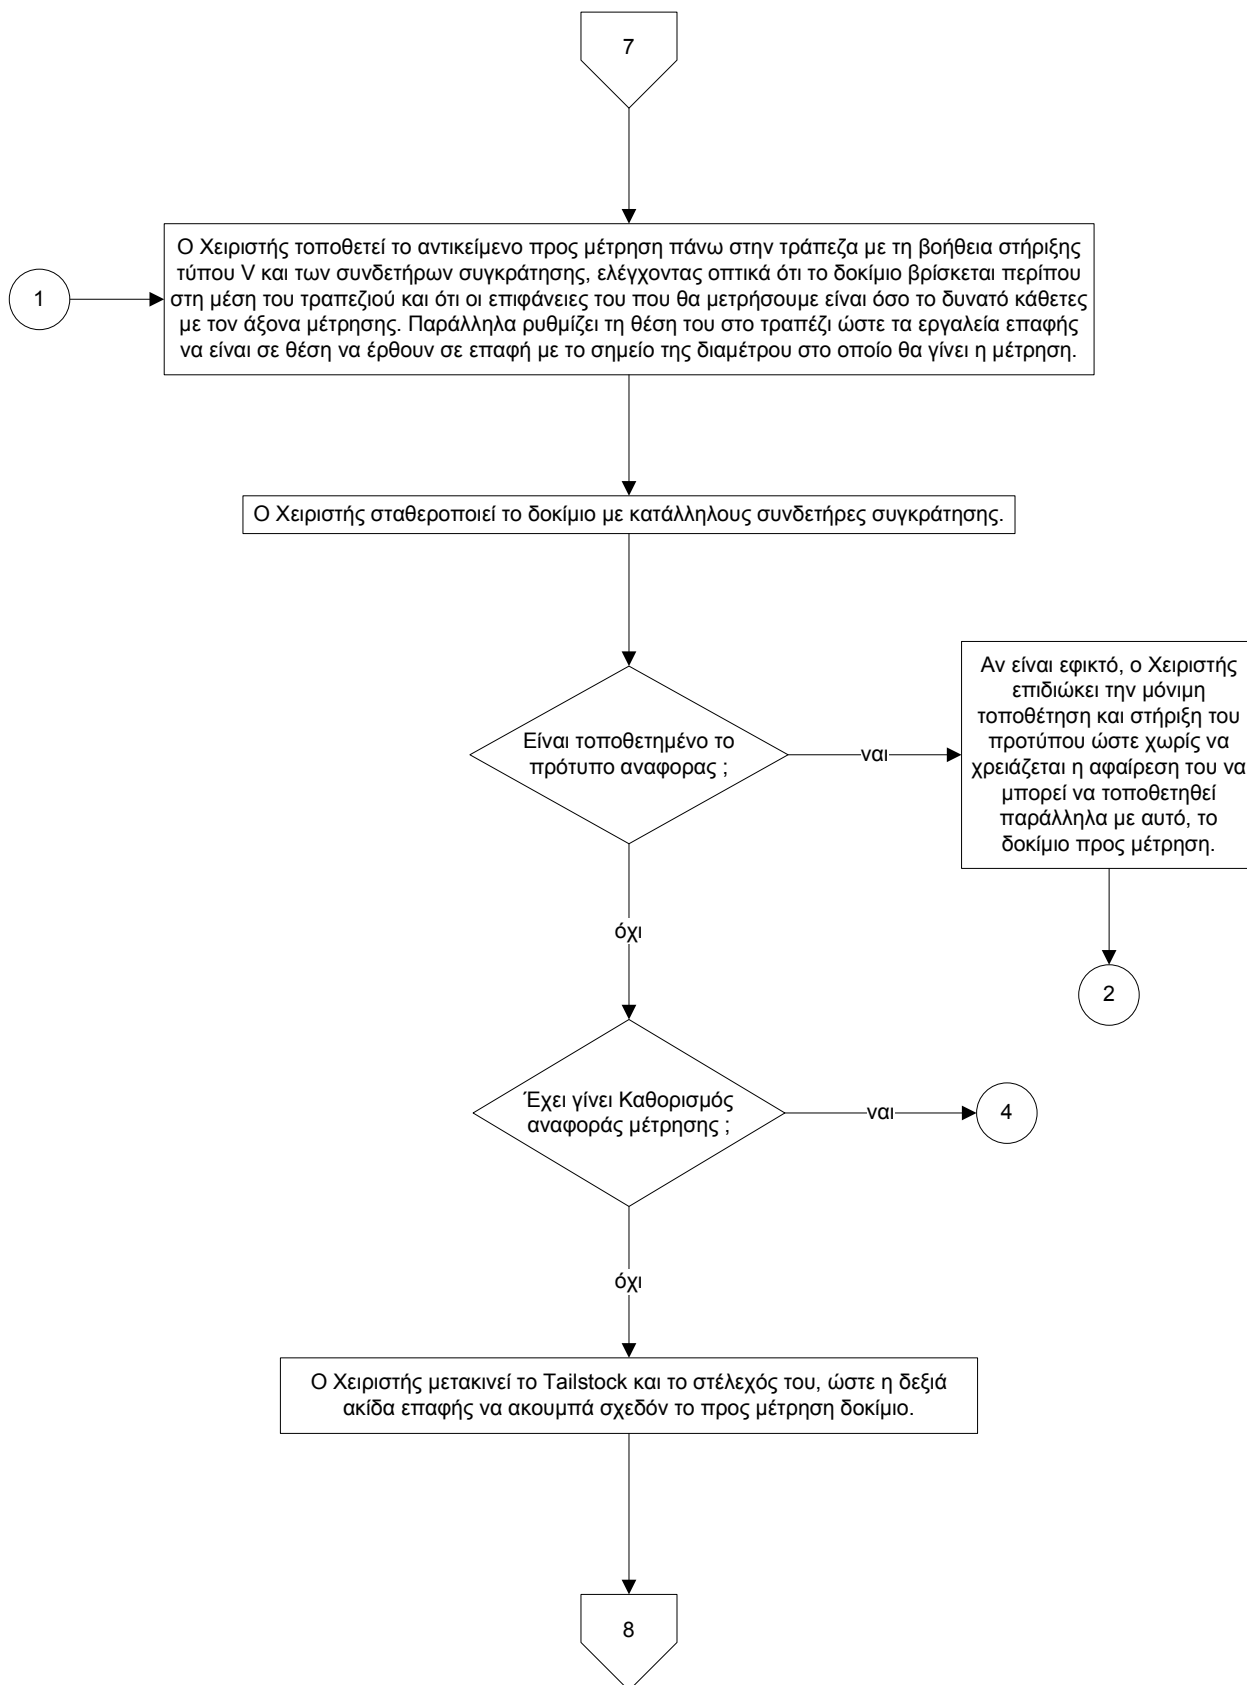 7
Ο Χειριστής τοποθετεί το αντικείμενο προς μέτρηση πάνω στην τράπεζα με τη βοήθεια στήριξης
τύπου V και των συνδετήρων συγκράτησης, ελέγχοντας οπτικά ότι το δοκίμιο βρίσκεται περίπου
στη μέση του τραπεζιού και ότι οι επιφάνειες του που θα μετρήσουμε είναι όσο το δυνατό κάθετες
με τον άξονα μέτρησης. Παράλληλα ρυθμίζει τη θέση του στο τραπέζι ώστε τα εργαλεία επαφής
να είναι σε θέση να έρθουν σε επαφή με το σημείο της διαμέτρου στο οποίο θα γίνει η μέτρηση.
1
Ο Χειριστής σταθεροποιεί το δοκίμιο με κατάλληλους συνδετήρες συγκράτησης.
Είναι τοποθετημένο το
πρότυπο αναφορας ;
ναι
Αν είναι εφικτό, ο Χειριστής
επιδιώκει την μόνιμη
τοποθέτηση και στήριξη του
προτύπου ώστε χωρίς να
χρειάζεται η αφαίρεση του να
μπορεί να τοποθετηθεί
παράλληλα με αυτό, το
δοκίμιο προς μέτρηση.
όχι
2
Έχει γίνει Καθορισμός
αναφοράς μέτρησης ;
ναι
4
όχι
Ο Χειριστής μετακινεί το Tailstock και το στέλεχός του, ώστε η δεξιά
ακίδα επαφής να ακουμπά σχεδόν το προς μέτρηση δοκίμιο.
8